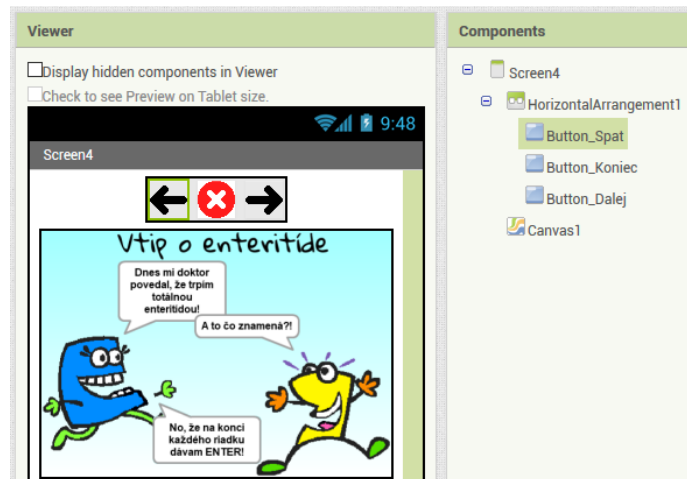 Viewer
Display hidden components in Viewer
Check to see Preview on Tablet size.
9:48
Screen4
Vtip o enteritíde
Dnes mi doktor
povedal, že trpím
totálnou
enteritídou!
A to čo znamená?!
No, že na konci
každého riadku
dávam ENTER!
Components
Screen4
HorizontalArrangement1
Button_Spat
Button_Koniec
Button_Dalej
Canvas1